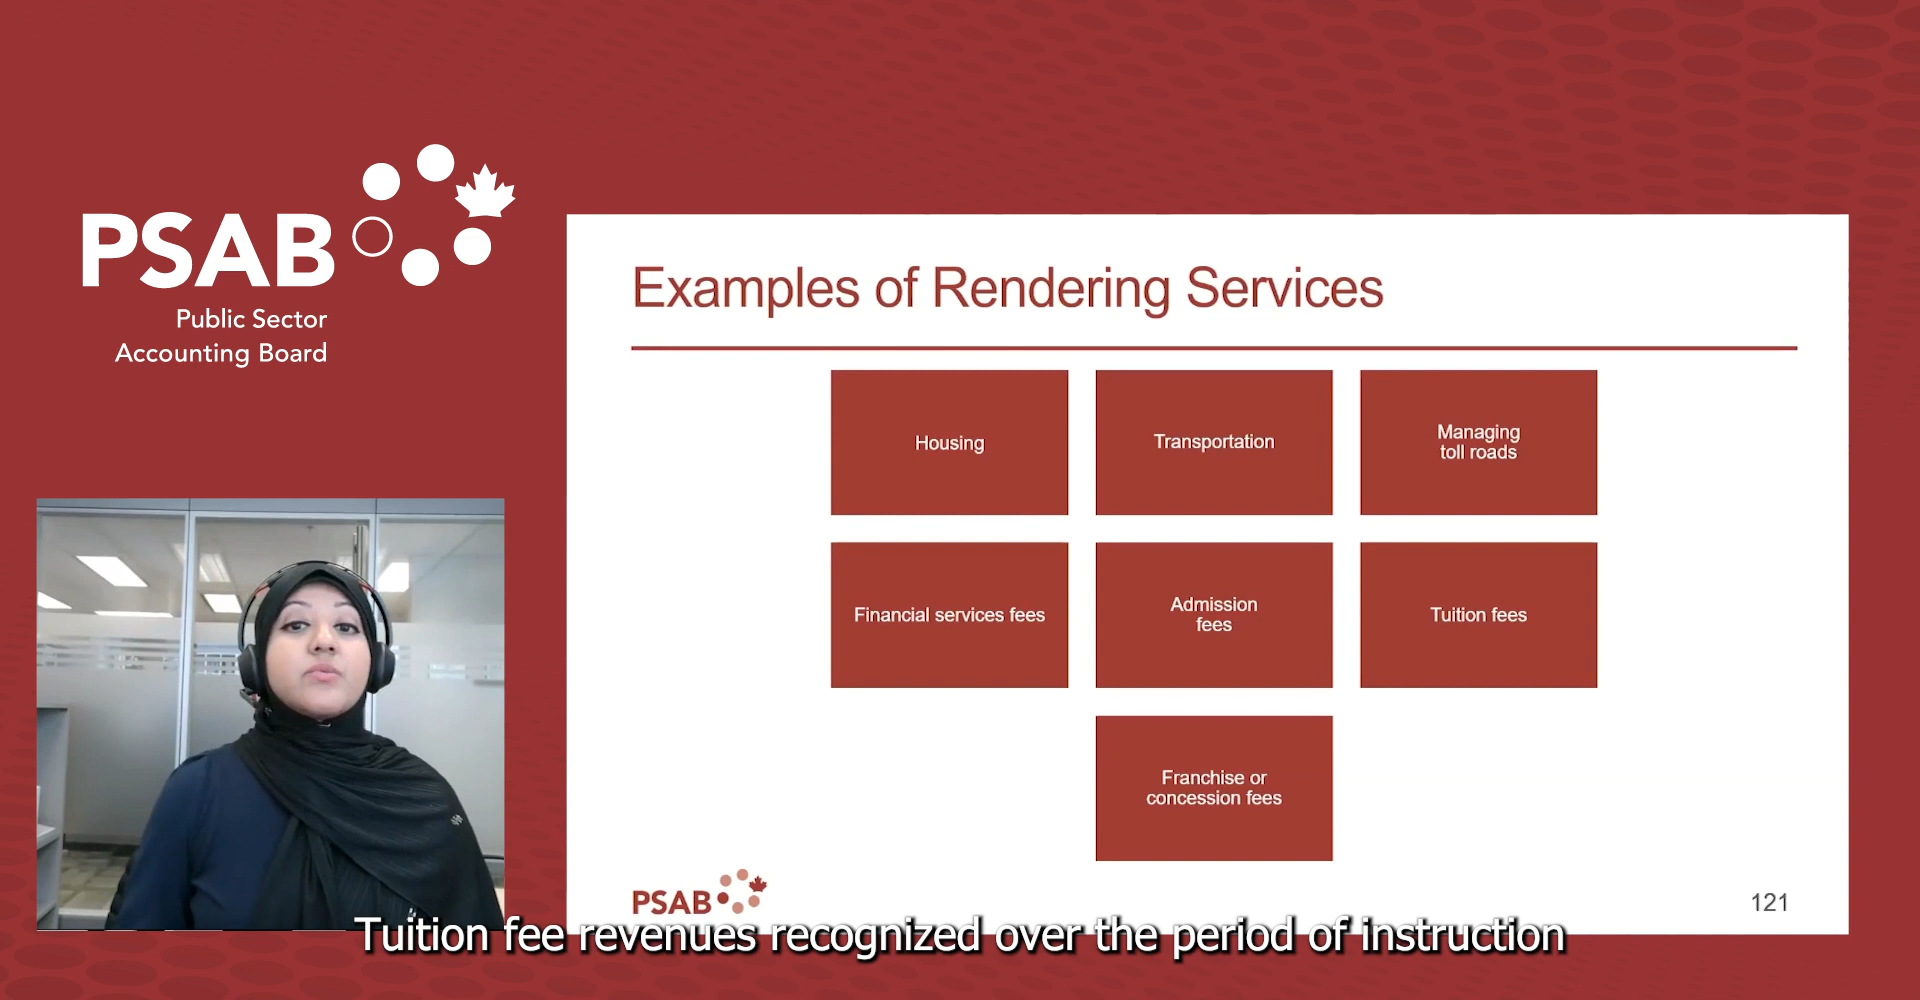 PSAB
Public Sector
Accounting Board
Examples of Rendering Services
Housing
Transportation
Managing
toll roads
Financial services fees
Admission
fees
Tuition fees
Franchise or
concession fees
PSAB
121
Tuition fee revenues recognized over the period of instruction